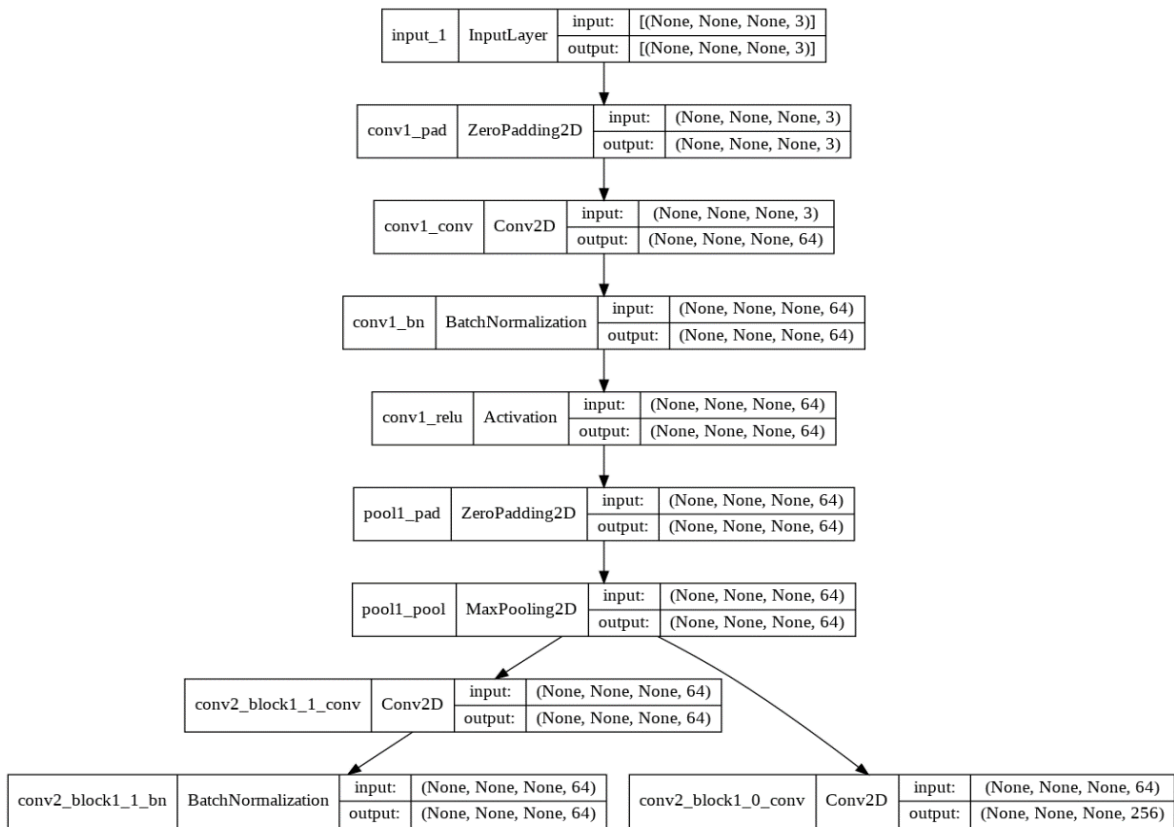 input_1 InputLayer input: [(None, None, None, 3)]
output: [(None, None, None, 3)]
conv1_pad ZeroPadding2D input: (None, None, None, 3)
output: (None, None, None, 3)
conv1_conv Conv2D input: (None, None, None, 3)
output: (None, None, None, 64)
conv1_bn BatchNormalization input: (None, None, None, 64)
output: (None, None, None, 64)
conv1_relu Activation input: (None, None, None, 64)
output: (None, None, None, 64)
pool1_pad ZeroPadding2D input: (None, None, None, 64)
output: (None, None, None, 64)
pool1_pool MaxPooling2D input: (None, None, None, 64)
output: (None, None, None, 64)
conv2_block1_1_conv Conv2D input: (None, None, None, 64)
output: (None, None, None, 64)
conv2_block1_1_bn BatchNormalization input: (None, None, None, 64)
output: (None, None, None, 64)
conv2_block1_0_conv Conv2D input: (None, None, None, 64)
output: (None, None, None, 256)